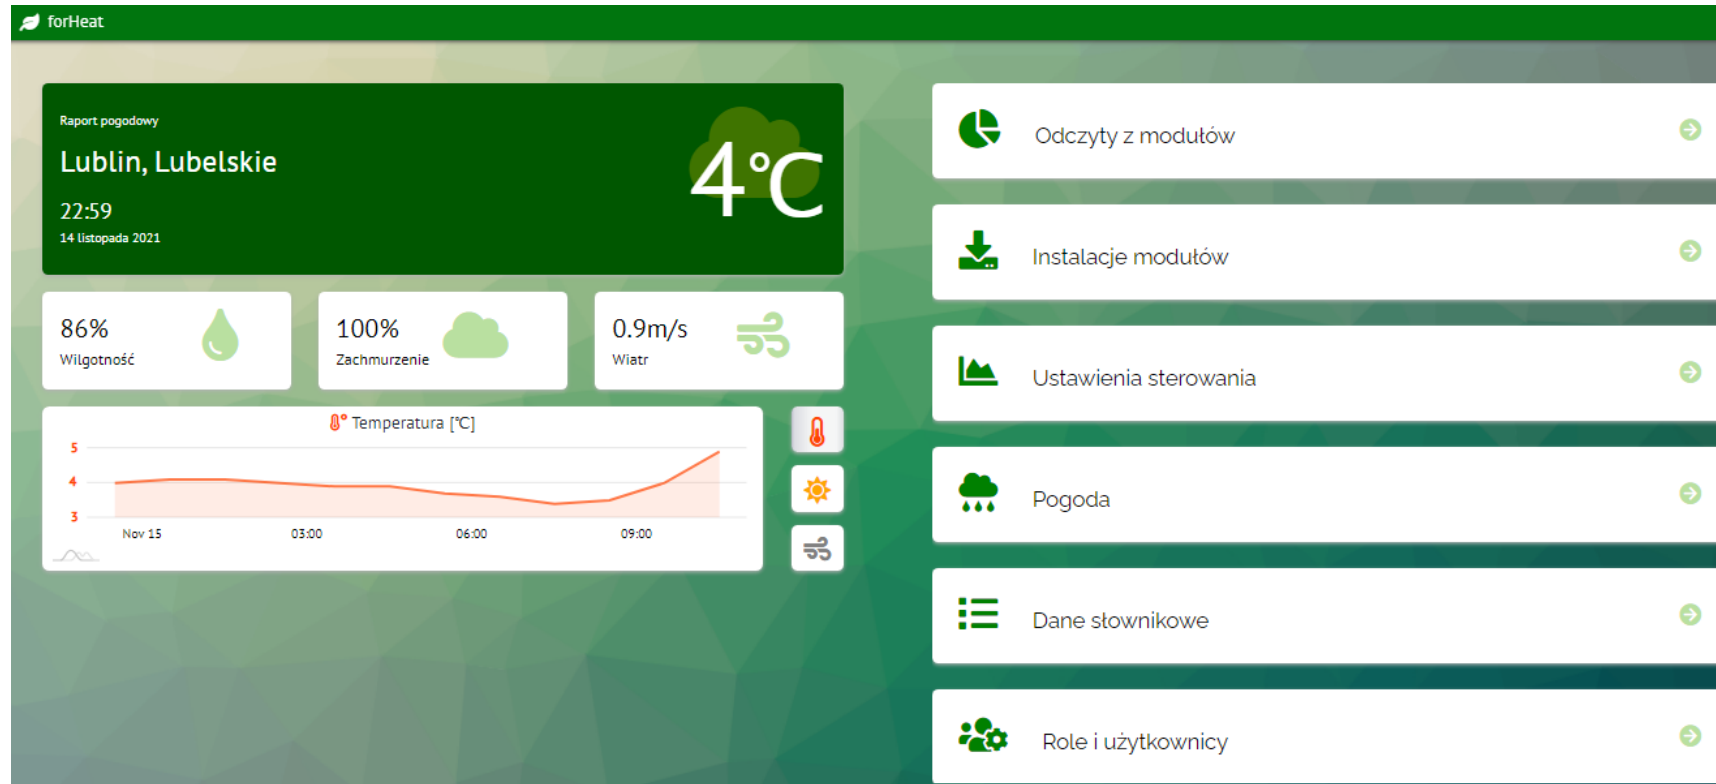 forHeat
Raport pogodowy
Lublin, Lubelskie
4°C
22:59
14 listopada 2021
86%
Wilgotność
100%
Zachmurzenie
0.9m/s
Wiatr
Temperatura [°C]
5
4
3
Nov 15 03:00 06:00 09:00
Odczyty z modułów
Instalacje modułów
Ustawienia sterowania
Pogoda
Dane słownikowe
Role i użytkownicy